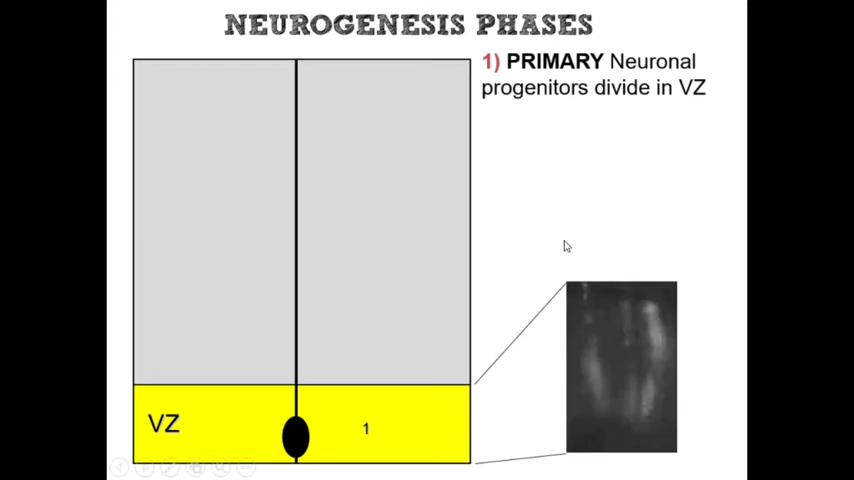 NEUROGENESIS PHASES
1) PRIMARY Neuronal
progenitors divide in VZ
VZ
1